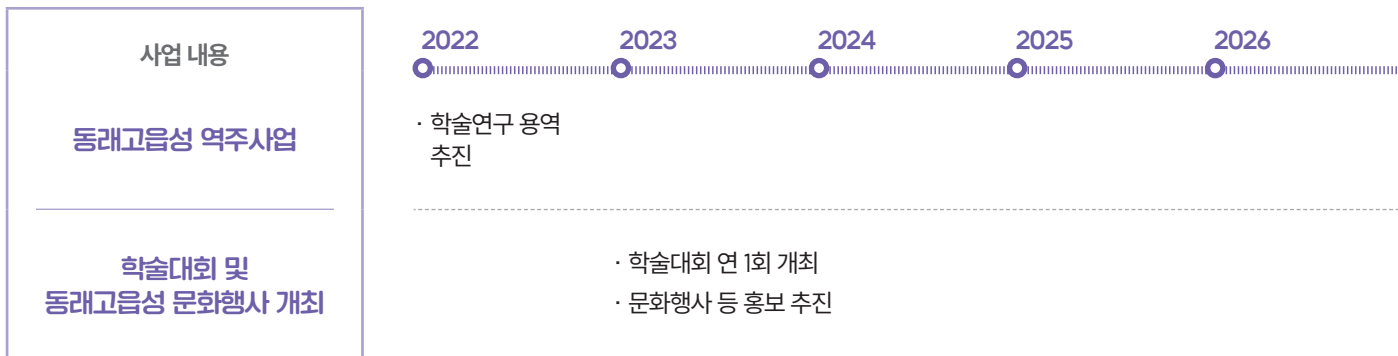 사업 내용
2022 2023 2024 2025 2026
동래고읍성 역주사업
· 학술연구 용역
추진
학술대회 및
동래고읍성 문화행사 개최
· 학술대회 연 1회 개최
· 문화행사 등 홍보 추진